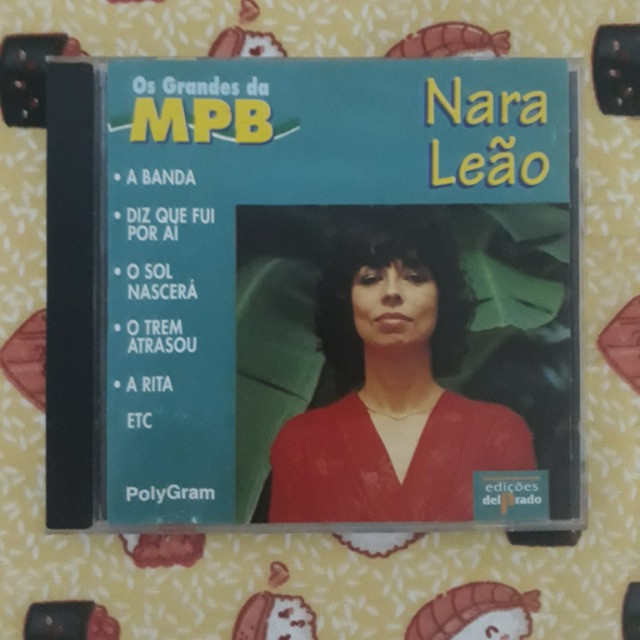 Os Grandes da
MPB
Nara
Leão
• A BANDA
• DIZ QUE FUI
POR AI
• O SOL
NASCERÁ
• O TREM
ATRASOU
• A RITA
ETC
PolyGram
edições
delPrado